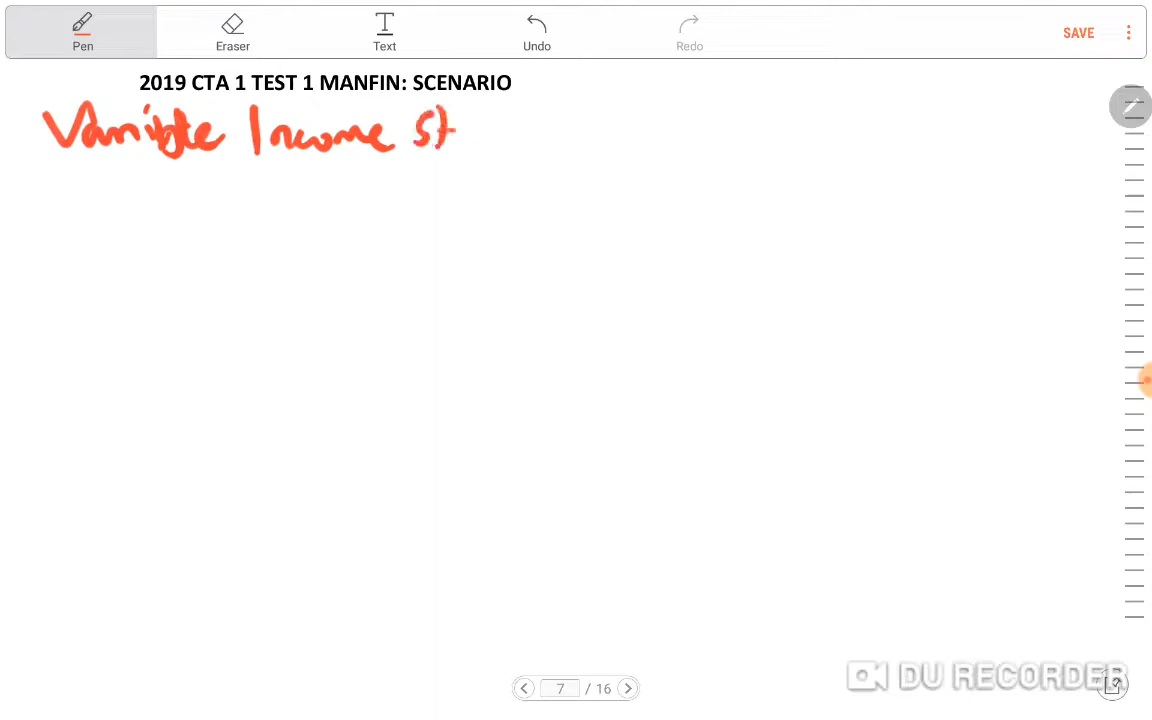 Pen
Eraser
Text
Undo
Redo
SAVE
2019 CTA 1 TEST 1 MANFIN: SCENARIO
Variable Income St
7 / 16
DU RECORDER